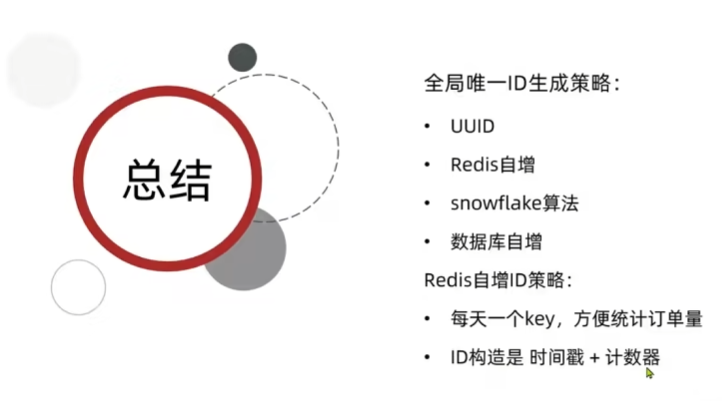 总结
全局唯一ID生成策略：
• UUID
• Redis自增
• snowflake算法
• 数据库自增
Redis自增ID策略：
• 每天一个key，方便统计订单量
• ID构造是 时间戳 + 计数器